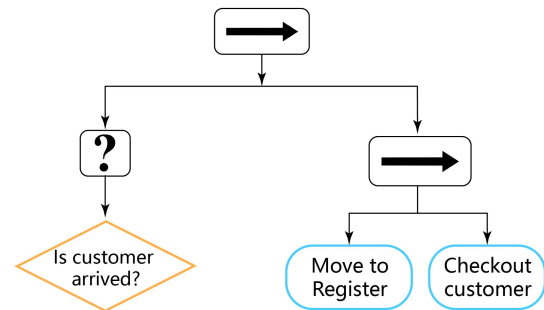 ?
Is customer
arrived?
Move to
Register
Checkout
customer